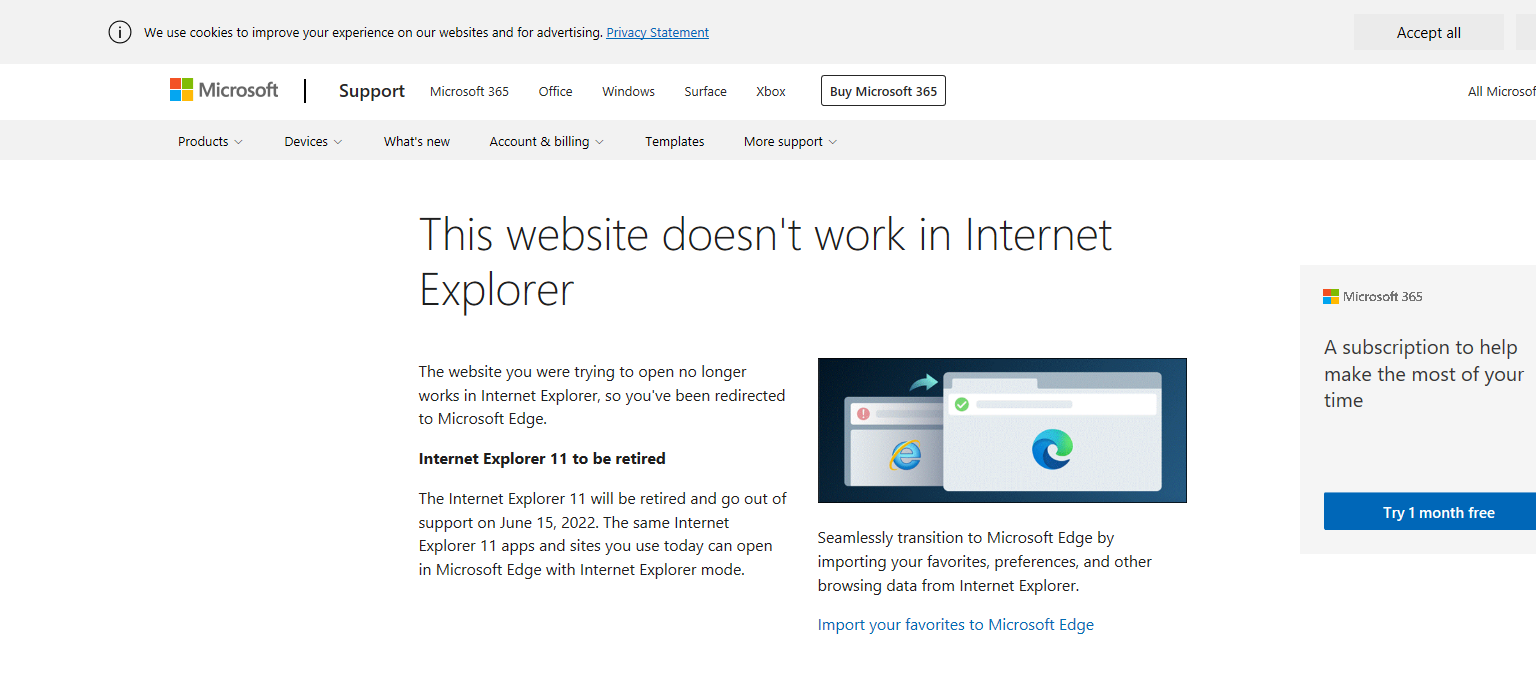 We use cookies to improve your experience on our websites and for advertising. Privacy Statement
Accept all
Microsoft
Support
Microsoft 365
Office
Windows
Surface
Xbox
Buy Microsoft 365
All Microsof
Products
Devices
What's new
Account & billing
Templates
More support
This website doesn't work in Internet
Explorer
The website you were trying to open no longer
works in Internet Explorer, so you've been redirected
to Microsoft Edge.
Internet Explorer 11 to be retired
The Internet Explorer 11 will be retired and go out of
support on June 15, 2022. The same Internet
Explorer 11 apps and sites you use today can open
in Microsoft Edge with Internet Explorer mode.
Seamlessly transition to Microsoft Edge by
importing your favorites, preferences, and other
browsing data from Internet Explorer.
Import your favorites to Microsoft Edge
Microsoft 365
A subscription to help
make the most of your
time
Try 1 month free